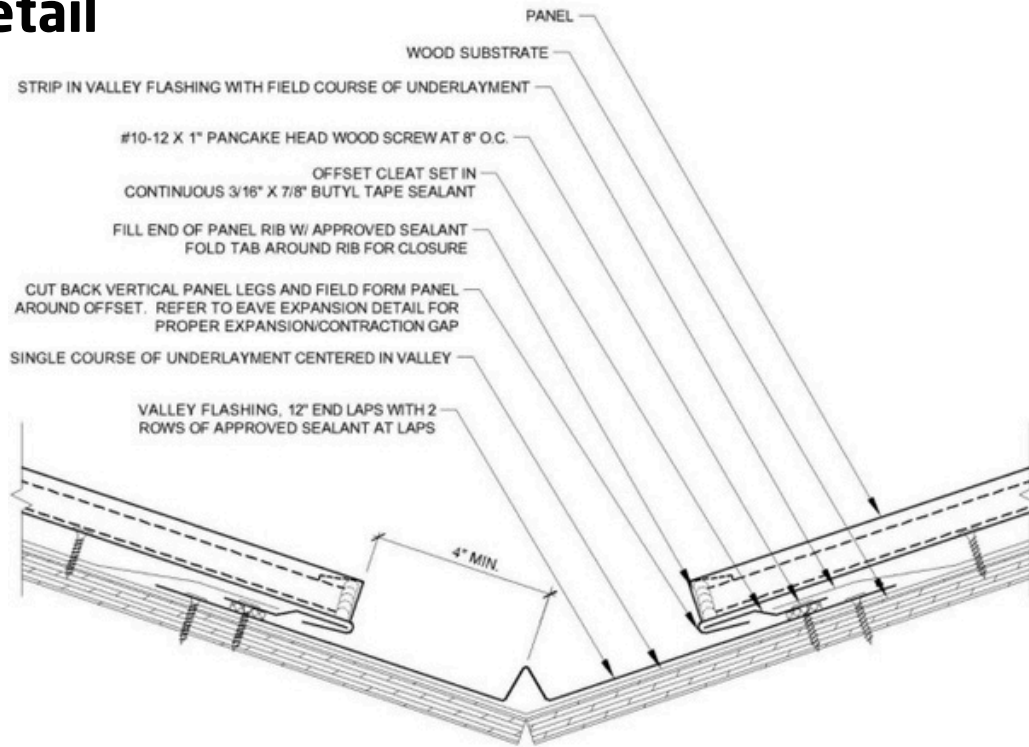 etail
PANEL
WOOD SUBSTRATE
STRIP IN VALLEY FLASHING WITH FIELD COURSE OF UNDERLAYMENT
#10-12 X 1" PANCAKE HEAD WOOD SCREW AT 8" O.C.
OFFSET CLEAT SET IN
CONTINUOUS 3/16" X 7/8" BUTYL TAPE SEALANT
FILL END OF PANEL RIB W/ APPROVED SEALANT
FOLD TAB AROUND RIB FOR CLOSURE
CUT BACK VERTICAL PANEL LEGS AND FIELD FORM PANEL
AROUND OFFSET. REFER TO EAVE EXPANSION DETAIL FOR
PROPER EXPANSION/CONTRACTION GAP
SINGLE COURSE OF UNDERLAYMENT CENTERED IN VALLEY
VALLEY FLASHING, 12" END LAPS WITH 2
ROWS OF APPROVED SEALANT AT LAPS
4" MIN.